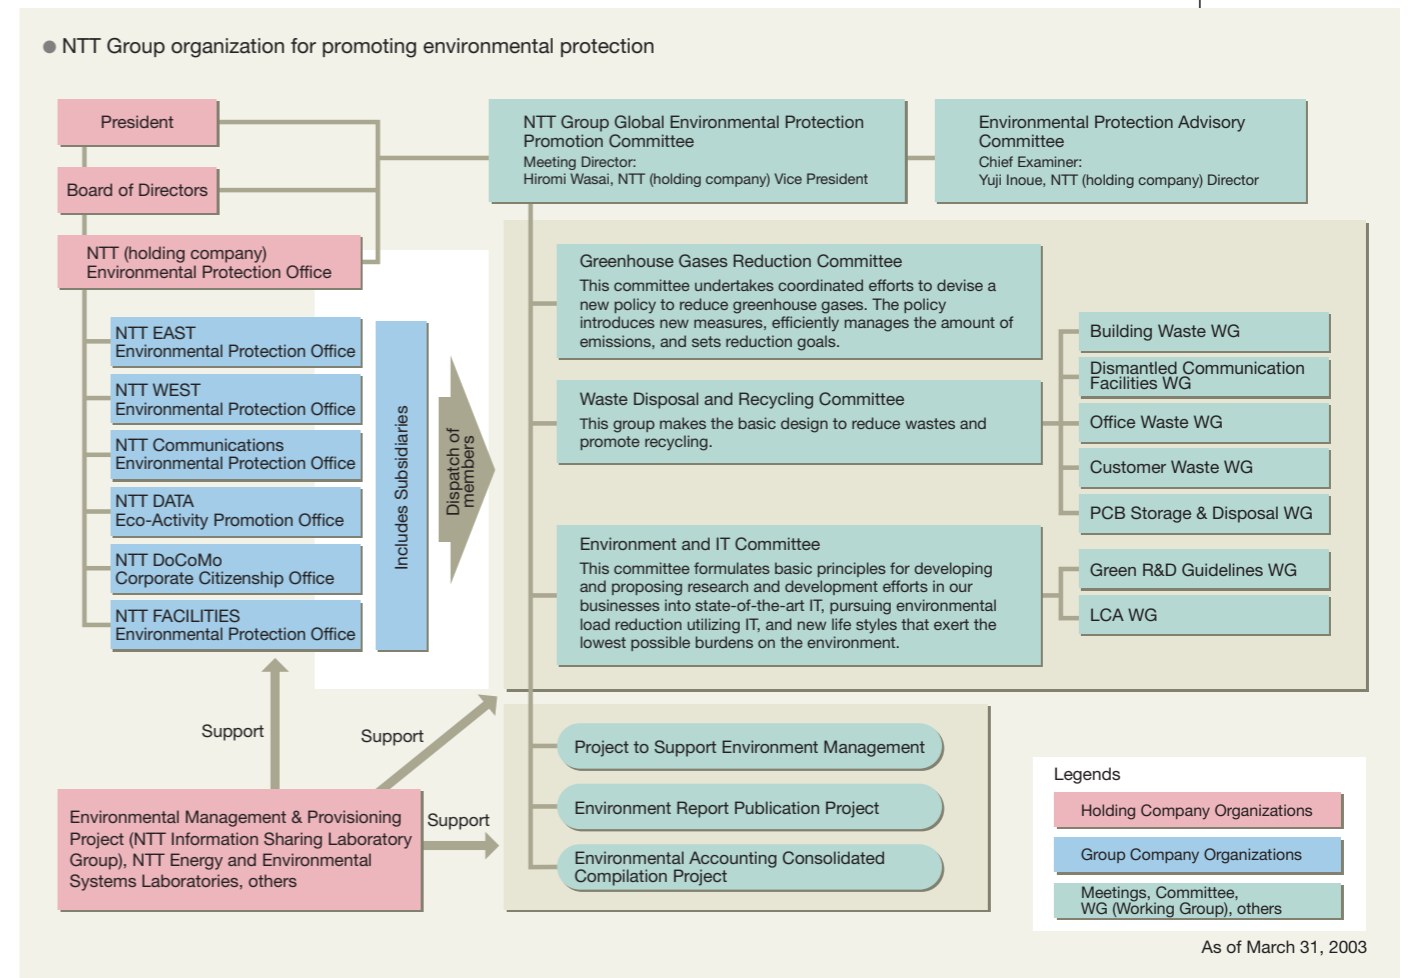 NTT Group organization for promoting environmental protection
President
Board of Directors
NTT (holding company)
Environmental Protection Office
NTT EAST
Environmental Protection Office
NTT WEST
Environmental Protection Office
NTT Communications
Environmental Protection Office
NTT DATA
Eco-Activity Promotion Office
NTT DoCoMo
Corporate Citizenship Office
NTT FACILITIES
Environmental Protection Office
Includes Subsidiaries
Dispatch of
members
NTT Group Global Environmental Protection
Promotion Committee
Meeting Director:
Hiromi Wasai, NTT (holding company) Vice President
Environmental Protection Advisory
Committee
Chief Examiner:
Yuji Inoue, NTT (holding company) Director
Greenhouse Gases Reduction Committee
This committee undertakes coordinated efforts to devise a
new policy to reduce greenhouse gases. The policy
introduces new measures, efficiently manages the amount of
emissions, and sets reduction goals.
Waste Disposal and Recycling Committee
This group makes the basic design to reduce wastes and
promote recycling.
Building Waste WG
Dismantled Communication
Facilities WG
Office Waste WG
Customer Waste WG
PCB Storage & Disposal WG
Environment and IT Committee
This committee formulates basic principles for developing
and proposing research and development efforts in our
businesses into state-of-the-art IT, pursuing environmental
load reduction utilizing IT, and new life styles that exert the
lowest possible burdens on the environment.
Green R&D Guidelines WG
LCA WG
Support
Support
Support
Environmental Management & Provisioning
Project (NTT Information Sharing Laboratory
Group), NTT Energy and Environmental
Systems Laboratories, others
Project to Support Environment Management
Environment Report Publication Project
Environmental Accounting Consolidated
Compilation Project
Legends
Holding Company Organizations
Group Company Organizations
Meetings, Committee,
WG (Working Group), others
As of March 31, 2003